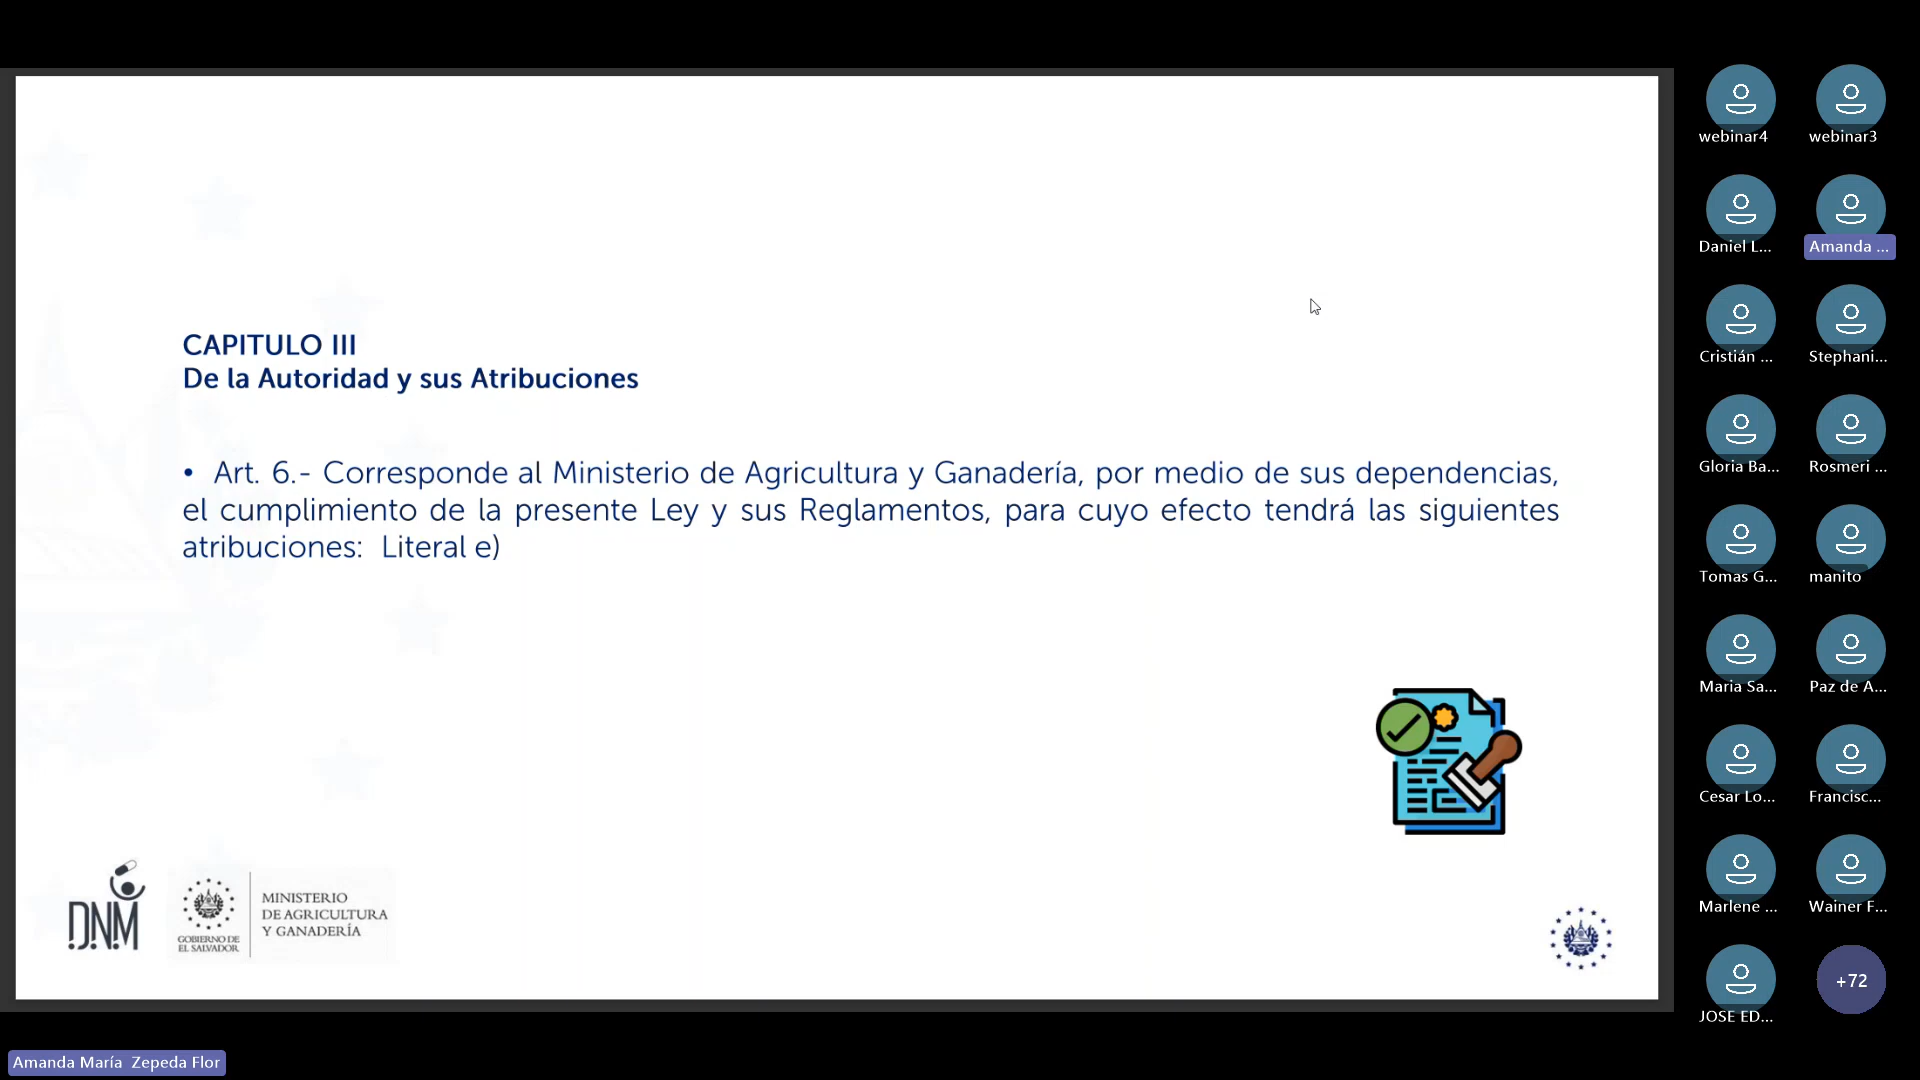 CAPITULO III
De la Autoridad y sus Atribuciones
• Art. 6.- Corresponde al Ministerio de Agricultura y Ganadería, por medio de sus dependencias,
el cumplimiento de la presente Ley y sus Reglamentos, para cuyo efecto tendrá las siguientes
atribuciones: Literal e)
DNM
GOBIERNO DE
EL SALVADOR
MINISTERIO
DE AGRICULTURA
Y GANADERÍA
webinar4
webinar3
Daniel L...
Amanda ...
Cristián ...
Stephani...
Gloria Ba...
Rosmeri ...
Tomas G...
manito
Maria Sa...
Paz de A...
Cesar Lo...
Francisc...
Marlene ...
Wainer F...
JOSE ED...
+72
Amanda María Zepeda Flor